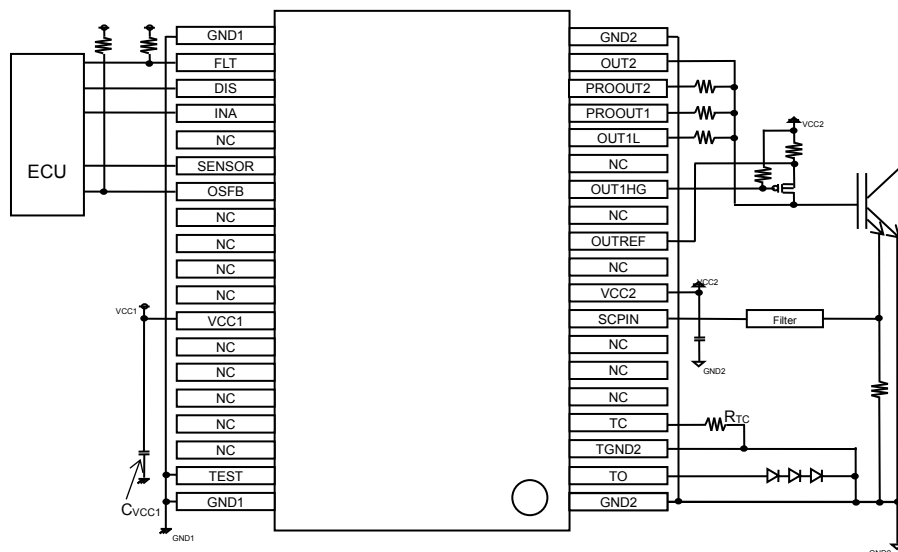 GND1
FLT
DIS
INA
NC
SENSOR
OSFB
NC
NC
NC
NC
VCC1
NC
NC
NC
NC
TEST
GND1
ECU
VCC1
CVCC1
GND1
GND2
OUT2
PROOUT2
PROOUT1
OUT1L
NC
OUT1HG
NC
OUTREF
NC
VCC2
SCPIN
NC
NC
NC
TC
TGND2
TO
GND2
VCC2
VCC2
GND2
Filter
RTC
GND2